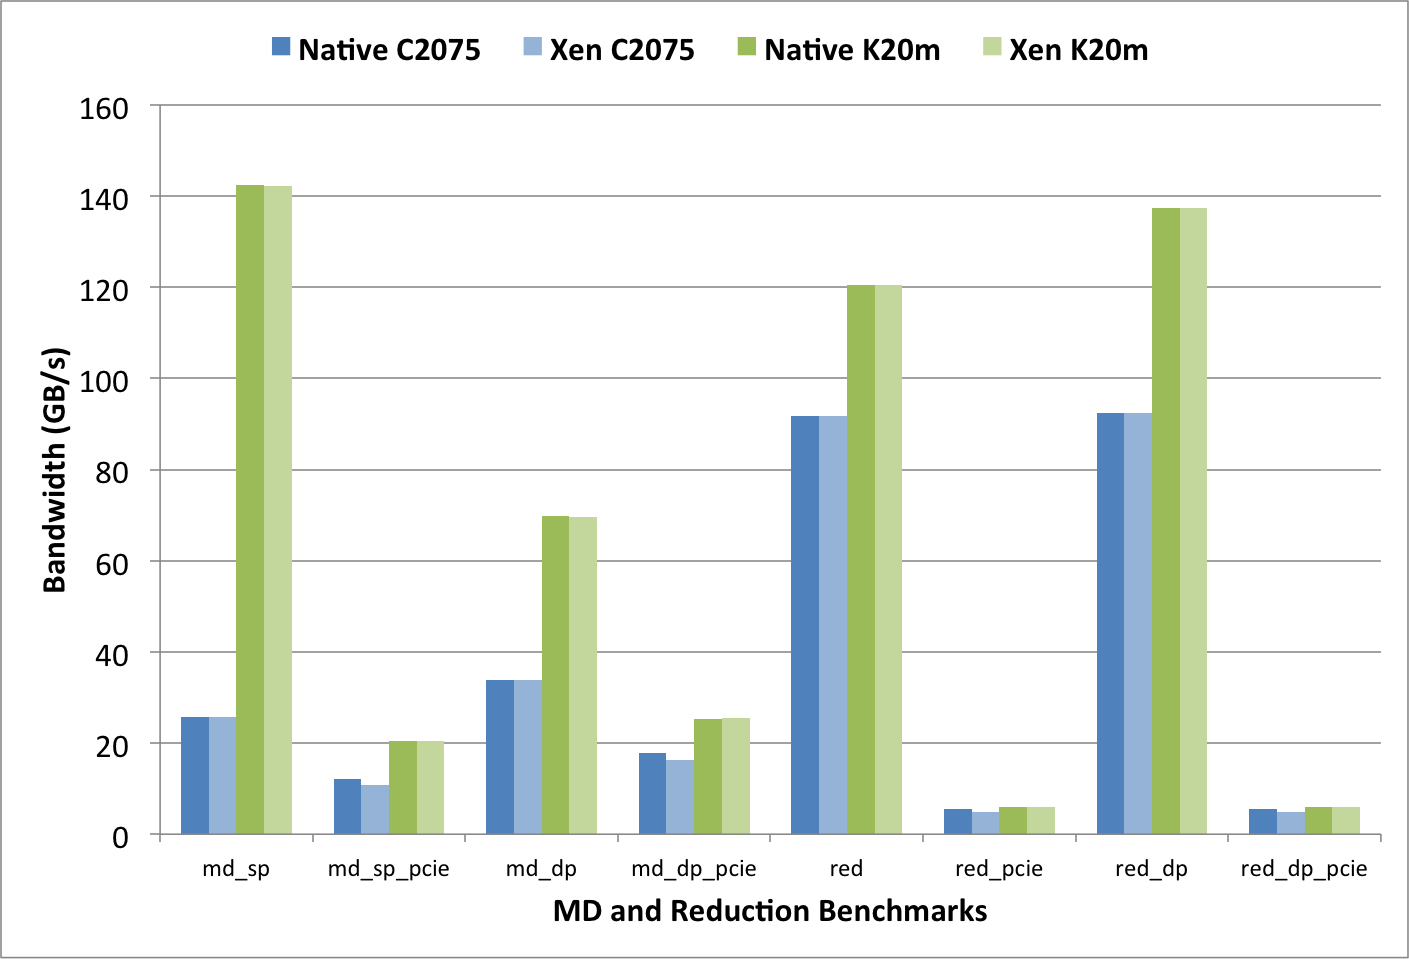 Native C2075 Xen C2075 Native K20m Xen K20m
160
140
120
100
80
60
40
20
0
Bandwidth (GB/s)
md_sp md_sp_pcie md_dp md_dp_pcie red red_pcie red_dp red_dp_pcie
MD and Reduction Benchmarks